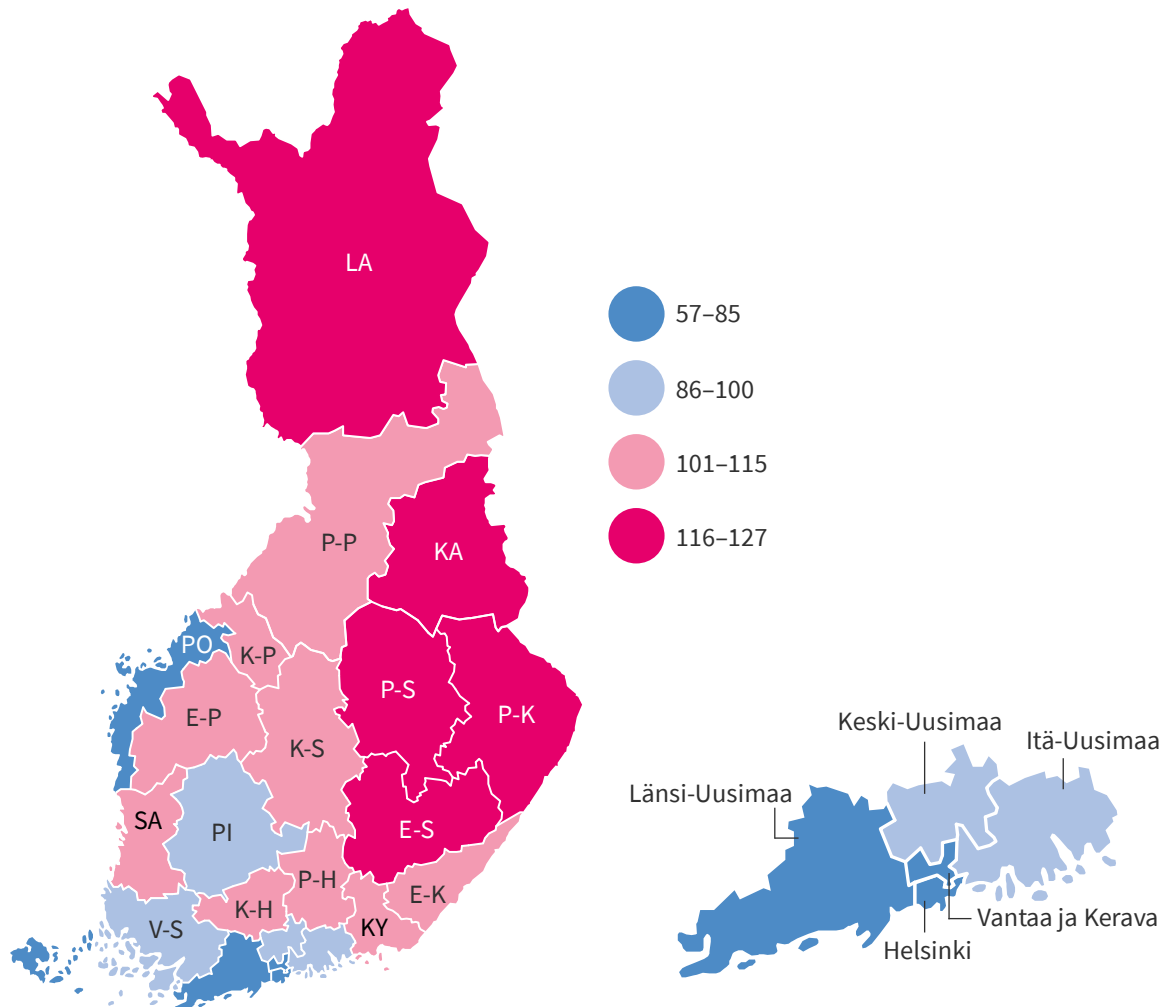 LA
57–85
86–100
101–115
116–127
P-P
KA
PO
K-P
P-S
P-K
E-P
K-S
SA
PI
E-S
P-H
E-K
K-H
V-S
KY
Keski-Uusimaa
Itä-Uusimaa
Länsi-Uusimaa
Vantaa ja Kerava
Helsinki